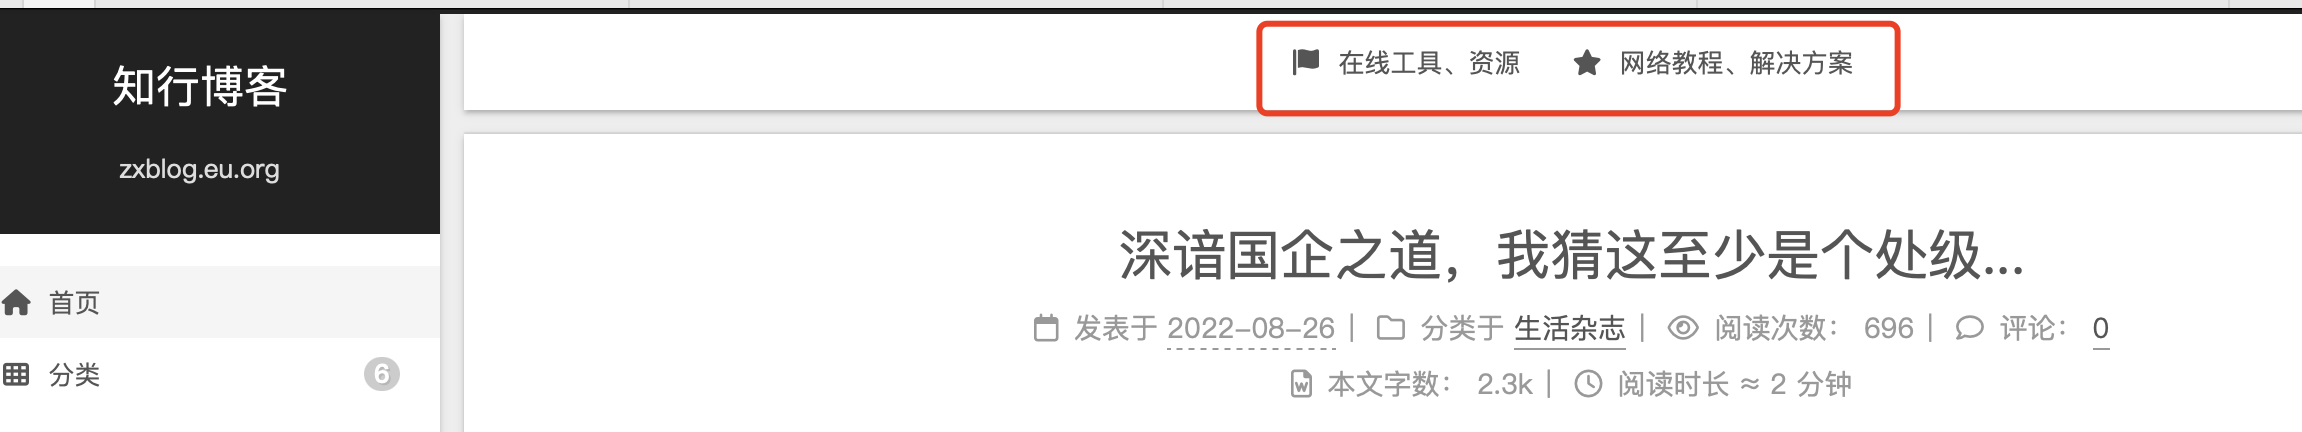 知行博客
zxblog.eu.org
首页
分类 6
在线工具、资源 网络教程、解决方案
深谙国企之道，我猜这至少是个处级...
发表于 2022-08-26 | 分类于 生活杂志 | 阅读次数： 696 | 评论： 0
本文字数： 2.3k | 阅读时长 ≈ 2 分钟